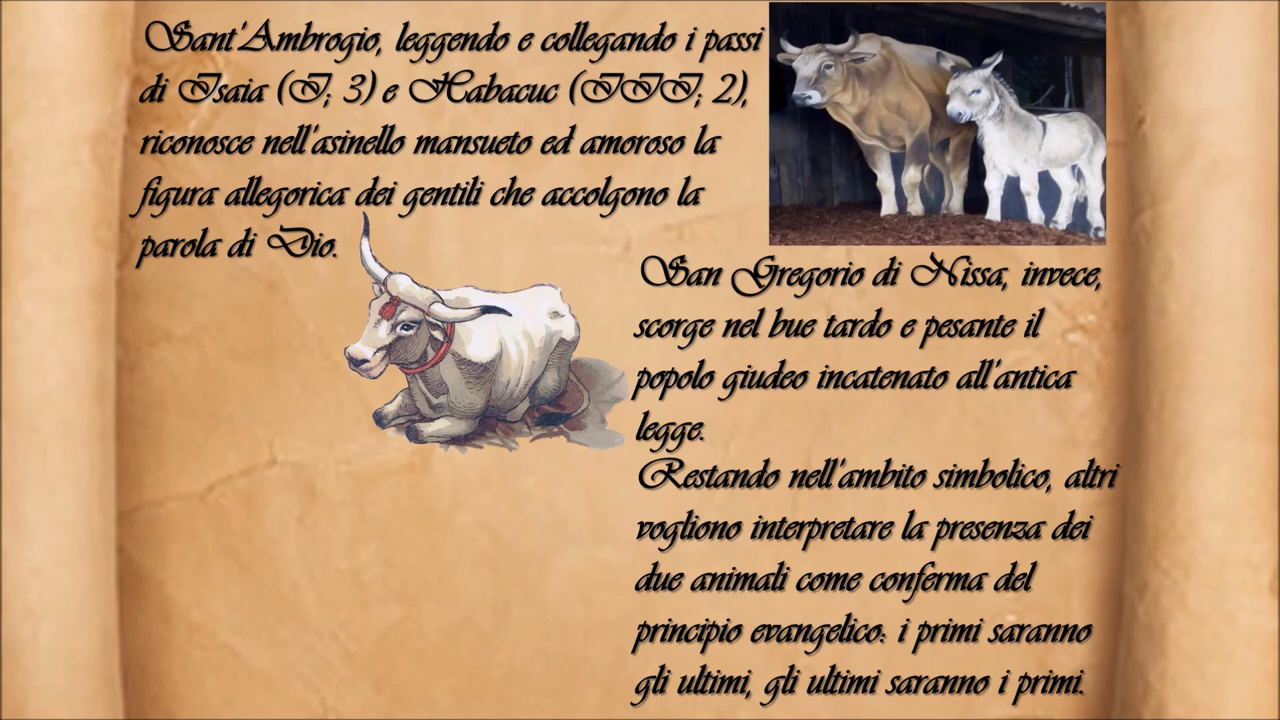 Sant'Ambrogio, leggendo e collegando i passi
di Isaia (I; 3) e Habacuc (III; 2),
riconosce nell'asinello mansueto ed amoroso la
figura allegorica dei gentili che accolgono la
parola di Dio.
San Gregorio di Nissa, invece,
scorge nel bue tardo e pesante il
popolo giudeo incatenato all'antica
legge.
Restando nell'ambito simbolico, altri
vogliono interpretare la presenza dei
due animali come conferma del
principio evangelico: i primi saranno
gli ultimi, gli ultimi saranno i primi.